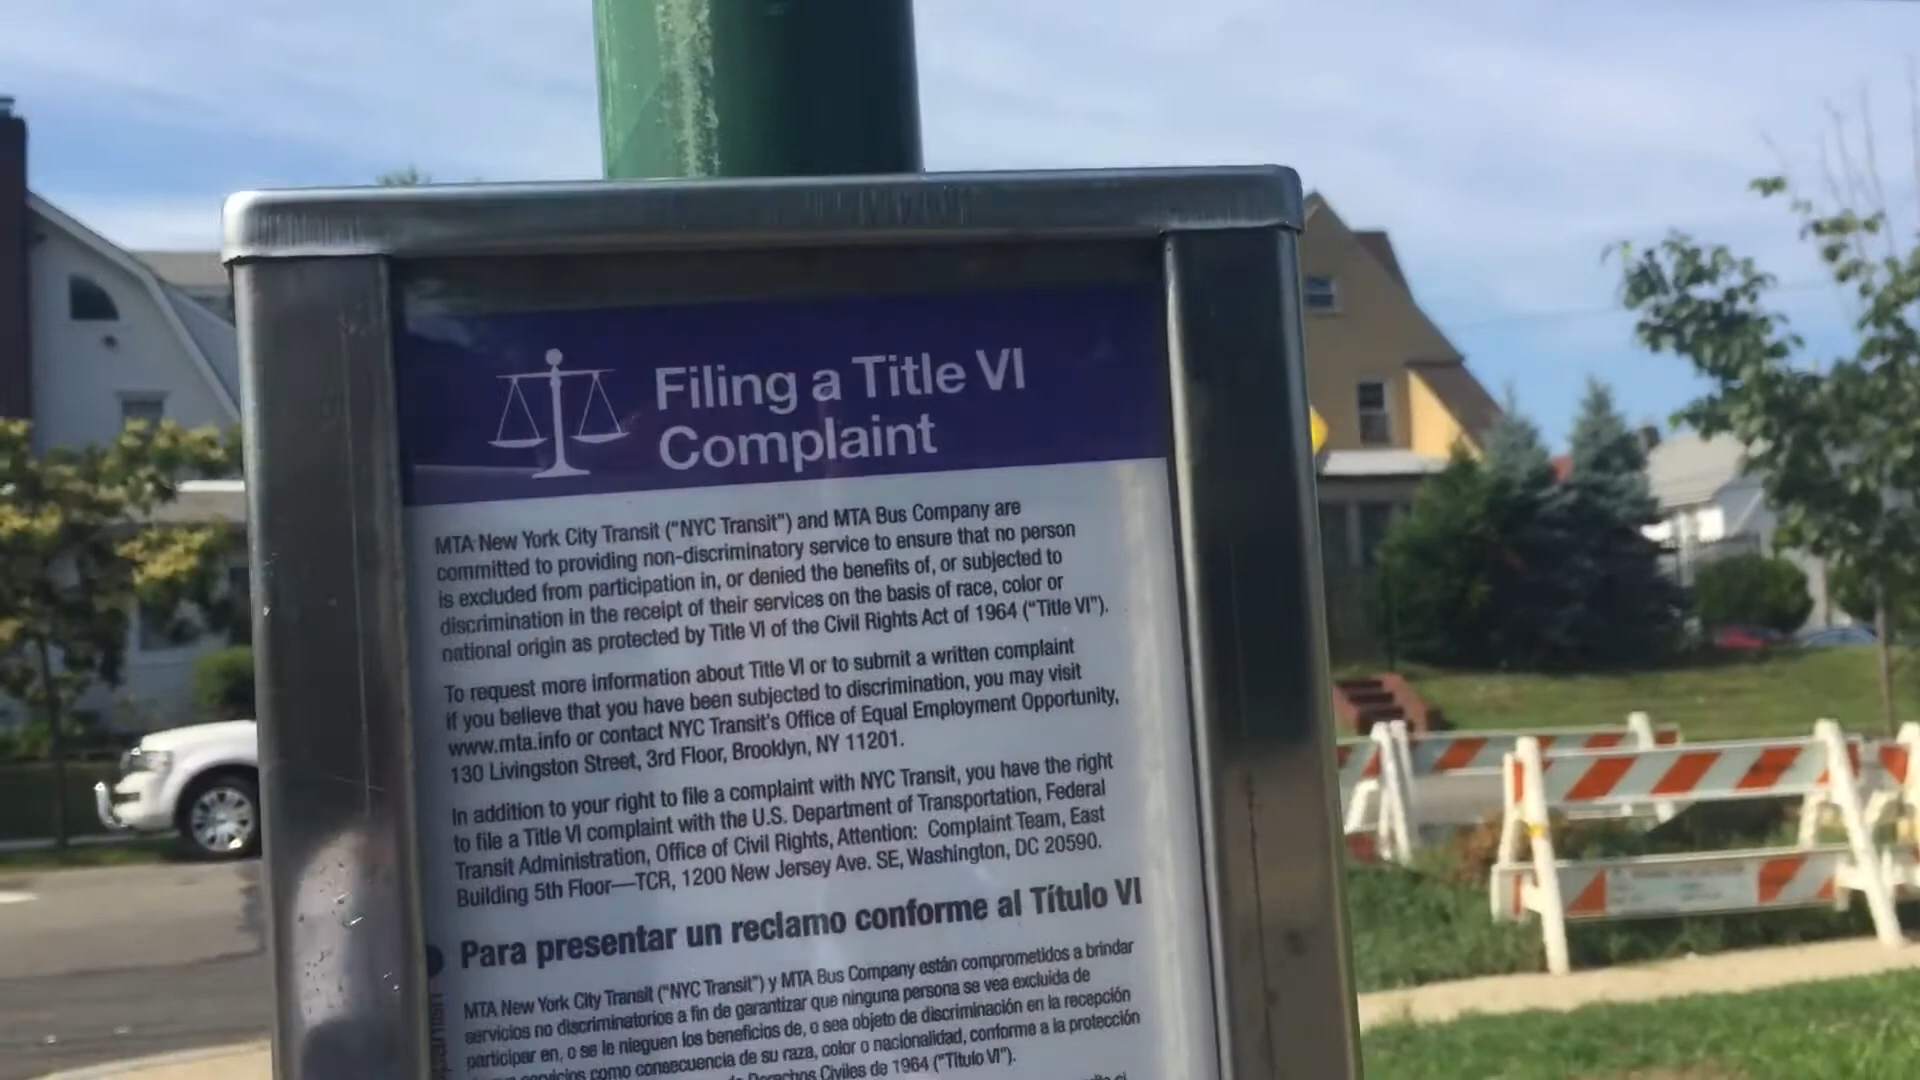 Filing a Title VI
Complaint
MTA New York City Transit (“NYC Transit”) and MTA Bus Company are
committed to providing non-discriminatory service to ensure that no person
is excluded from participation in, or denied the benefits of, or subjected to
discrimination in the receipt of their services on the basis of race, color or
national origin as protected by Title VI of the Civil Rights Act of 1964 (“Title VI”).
To request more information about Title VI or to submit a written complaint
if you believe that you have been subjected to discrimination, you may visit
www.mta.info or contact NYC Transit’s Office of Equal Employment Opportunity,
130 Livingston Street, 3rd Floor, Brooklyn, NY 11201.
In addition to your right to file a complaint with NYC Transit, you have the right
to file a Title VI complaint with the U.S. Department of Transportation, Federal
Transit Administration, Office of Civil Rights, Attention: Complaint Team, East
Building 5th Floor—TCR, 1200 New Jersey Ave. SE, Washington, DC 20590.
Para presentar un reclamo conforme al Título VI
MTA New York City Transit (“NYC Transit”) y MTA Bus Company están comprometidos a brindar
servicios no discriminatorios a fin de garantizar que ninguna persona se vea excluida de
participar en, o se le nieguen los beneficios de, o sea objeto de discriminación en la recepción
servicios como consecuencia de su raza, color o nacionalidad, conforme a la protección
Derechos Civiles de 1964 (“Título VI”).